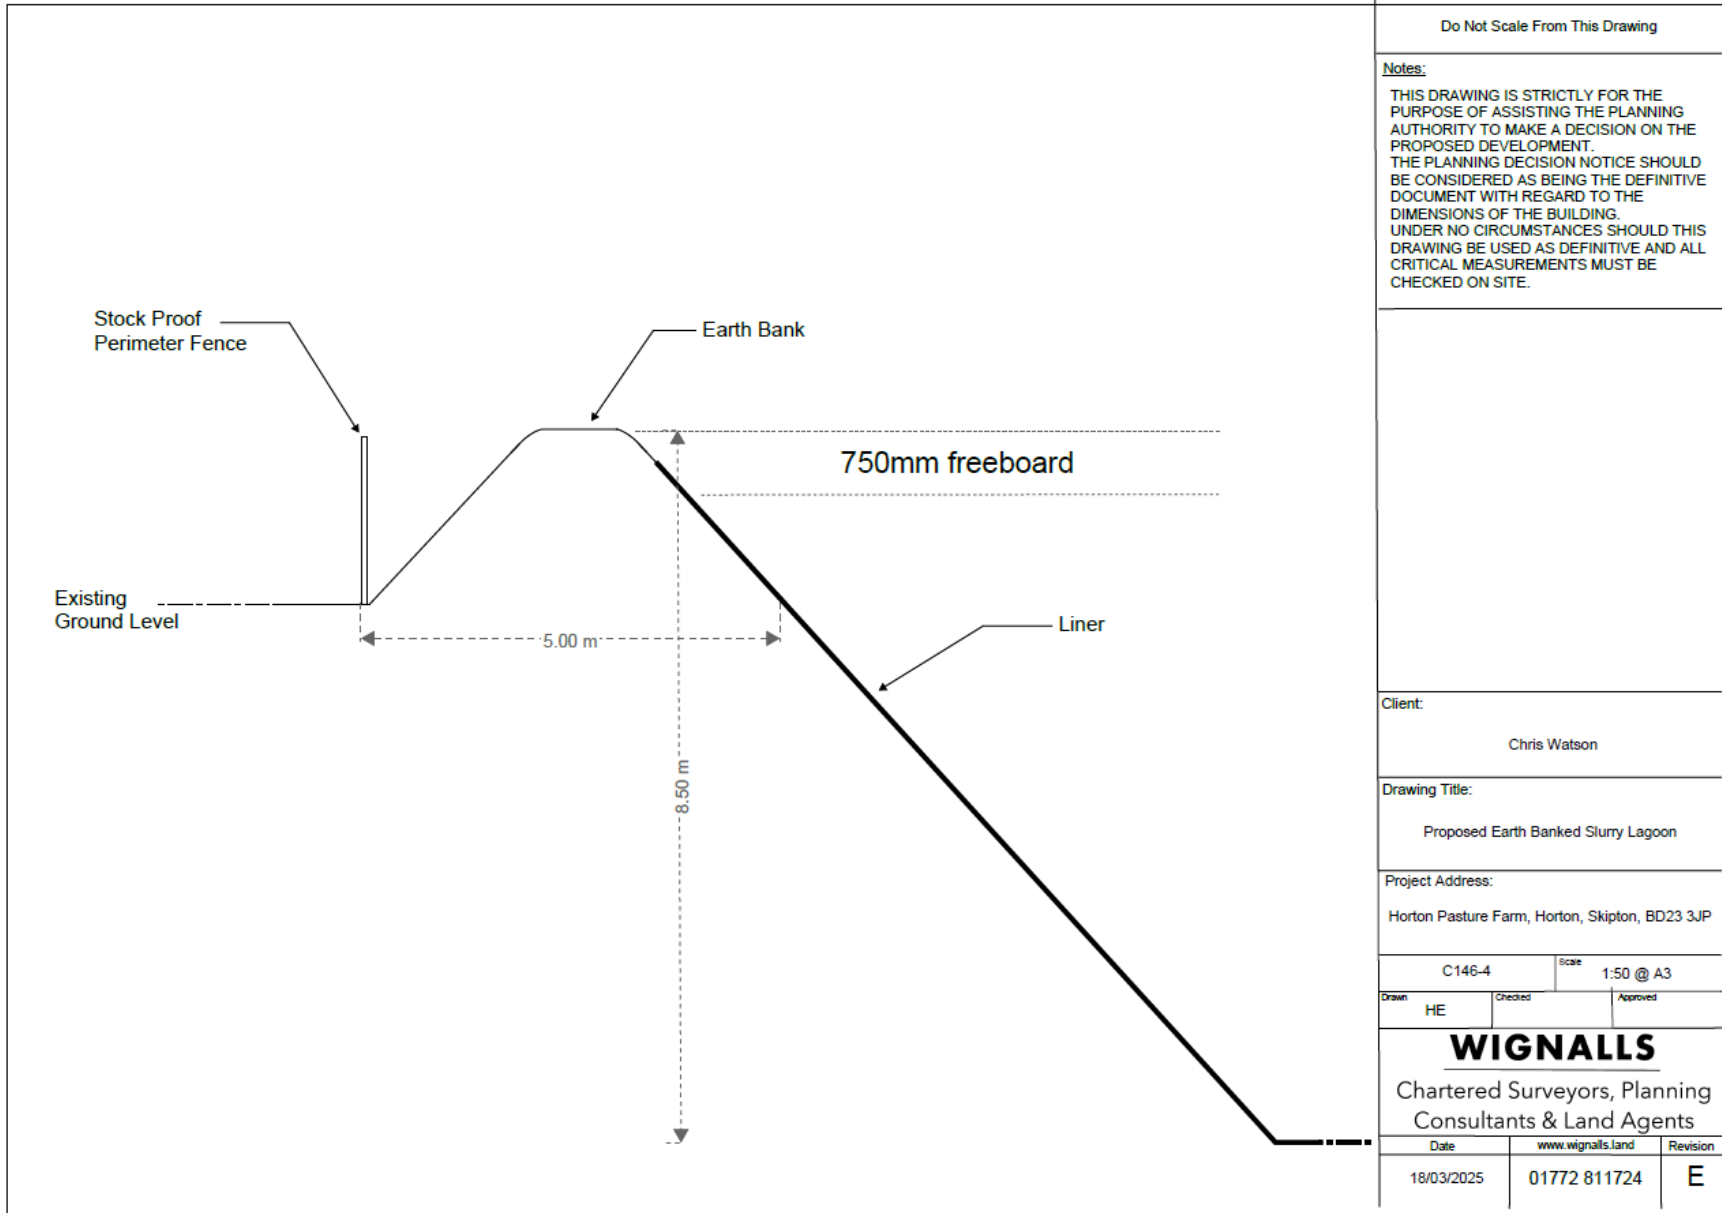 Do Not Scale From This Drawing
Notes:
THIS DRAWING IS STRICTLY FOR THE
PURPOSE OF ASSISTING THE PLANNING
AUTHORITY TO MAKE A DECISION ON THE
PROPOSED DEVELOPMENT.
THE PLANNING DECISION NOTICE SHOULD
BE CONSIDERED AS BEING THE DEFINITIVE
DOCUMENT WITH REGARD TO THE
DIMENSIONS OF THE BUILDING.
UNDER NO CIRCUMSTANCES SHOULD THIS
DRAWING BE USED AS DEFINITIVE AND ALL
CRITICAL MEASUREMENTS MUST BE
CHECKED ON SITE.
Stock Proof
Perimeter Fence
Earth Bank
750mm freeboard
Existing
Ground Level
5.00 m
Liner
8.50 m
Client:
Chris Watson
Drawing Title:
Proposed Earth Banked Slurry Lagoon
Project Address:
Horton Pasture Farm, Horton, Skipton, BD23 3JP
C146-4
Scale
1:50 @ A3
Drawn
HE
Checked
Approved
WIGNALLS
Chartered Surveyors, Planning
Consultants & Land Agents
Date
www.wignalls.land
Revision
18/03/2025
01772 811724
E